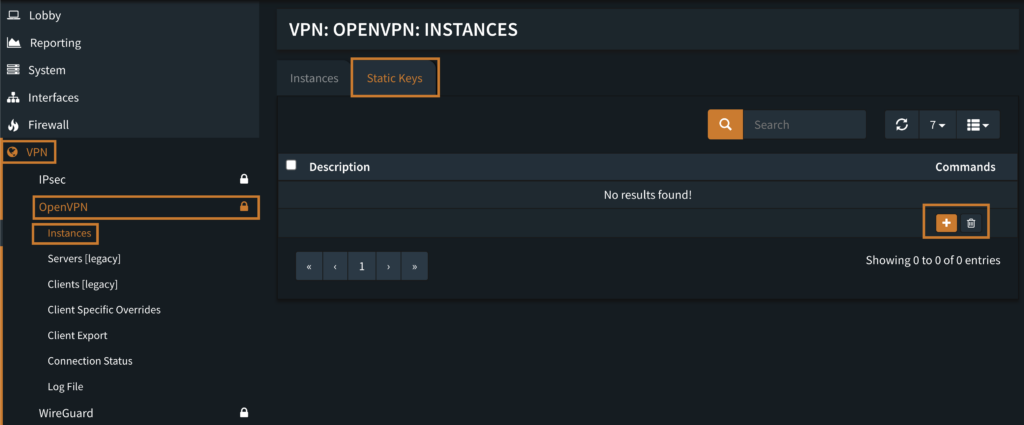 Lobby
Reporting
System
Interfaces
Firewall
VPN
IPsec
OpenVPN
Instances
Servers [legacy]
Clients [legacy]
Client Specific Overrides
Client Export
Connection Status
Log File
WireGuard
VPN: OPENVPN: INSTANCES
Instances Static Keys
Search 7
Description Commands
No results found!
« ‹ 1 › »
Showing 0 to 0 of 0 entries